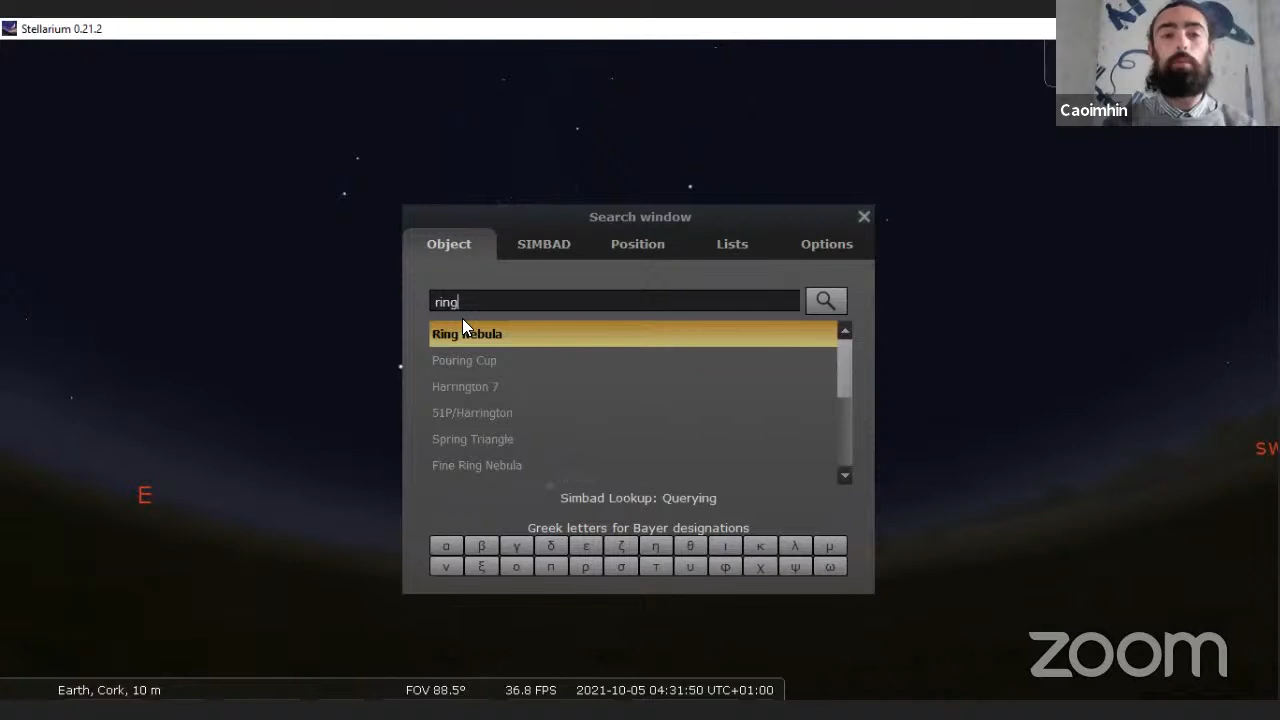 Stellarium 0.21.2
Caoimhin
Search window
Object
SIMBAD
Position
Lists
Options
ring
Ring Nebula
Pouring Cup
Harrington 7
51P/Harrington
Spring Triangle
Fine Ring Nebula
Simbad Lookup: Querying
Greek letters for Bayer designations
α β γ δ ε ζ η θ ι κ λ μ
ν ξ ο π ρ σ τ υ φ χ ψ ω
E
SW
zoom
Earth, Cork, 10 m
FOV 88.5°
36.8 FPS
2021-10-05 04:31:50 UTC+01:00